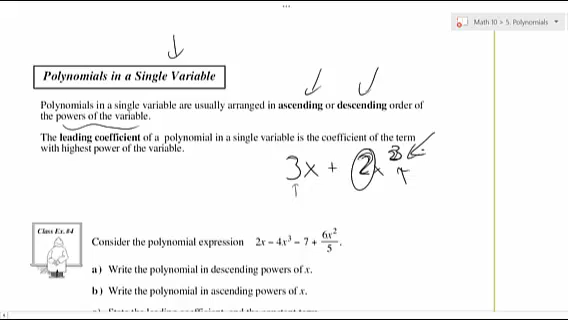 Math 10 > 5. Polynomials
Polynomials in a Single Variable
Polynomials in a single variable are usually arranged in ascending or descending order of
the powers of the variable.
The leading coefficient of a polynomial in a single variable is the coefficient of the term
with highest power of the variable.
3x + 2x
Class Ex. #4
Consider the polynomial expression 2x – 4x³ – 7 + 6x²/5.
a) Write the polynomial in descending powers of x.
b) Write the polynomial in ascending powers of x.